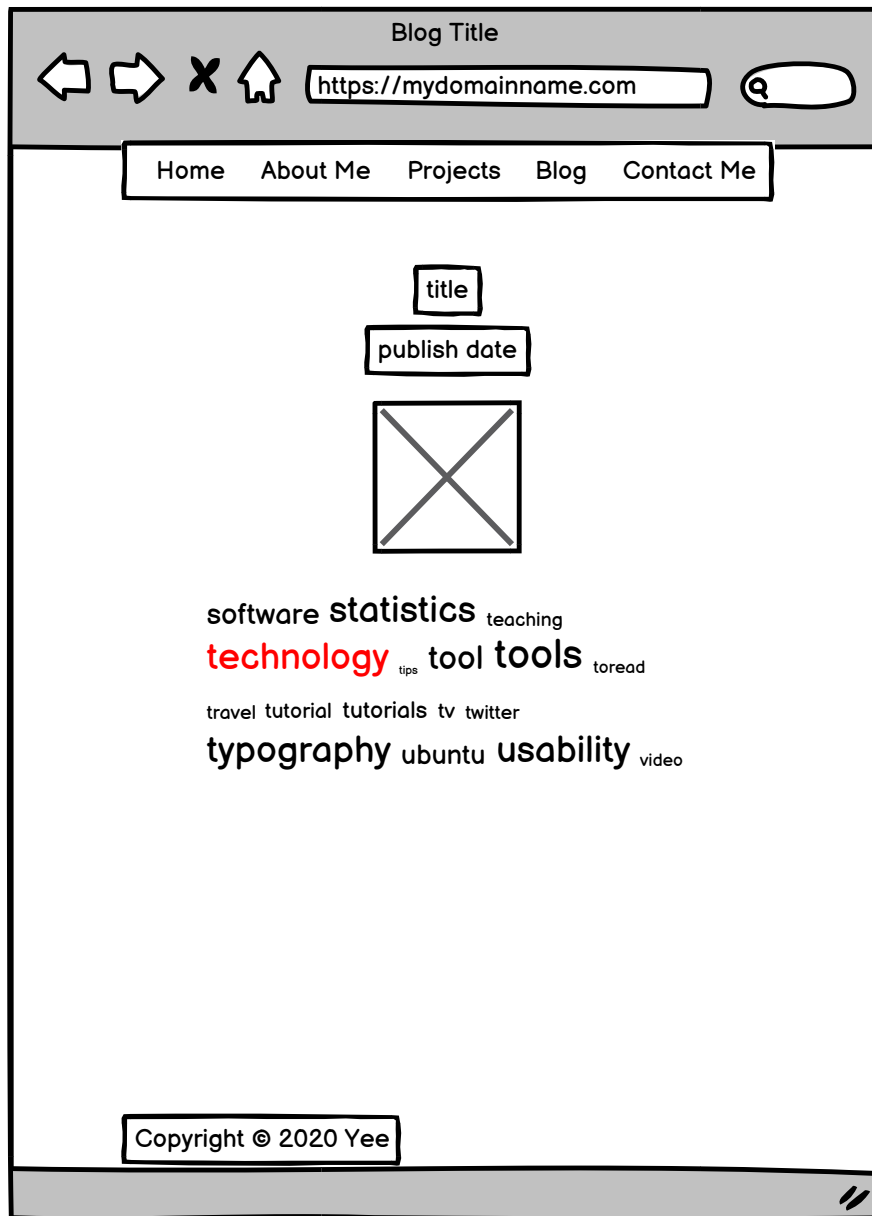 Blog Title
https://mydomainname.com
Home About Me Projects Blog Contact Me
title
publish date
software statistics teaching
technology tips tool tools toread
travel tutorial tutorials tv twitter
typography ubuntu usability video
Copyright © 2020 Yee